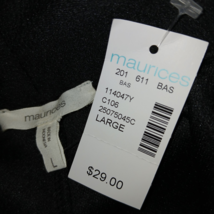 maurices
201 611 BAS
BAS
114047Y
C106
25075045C
LARGE
$29.00
maurices
L